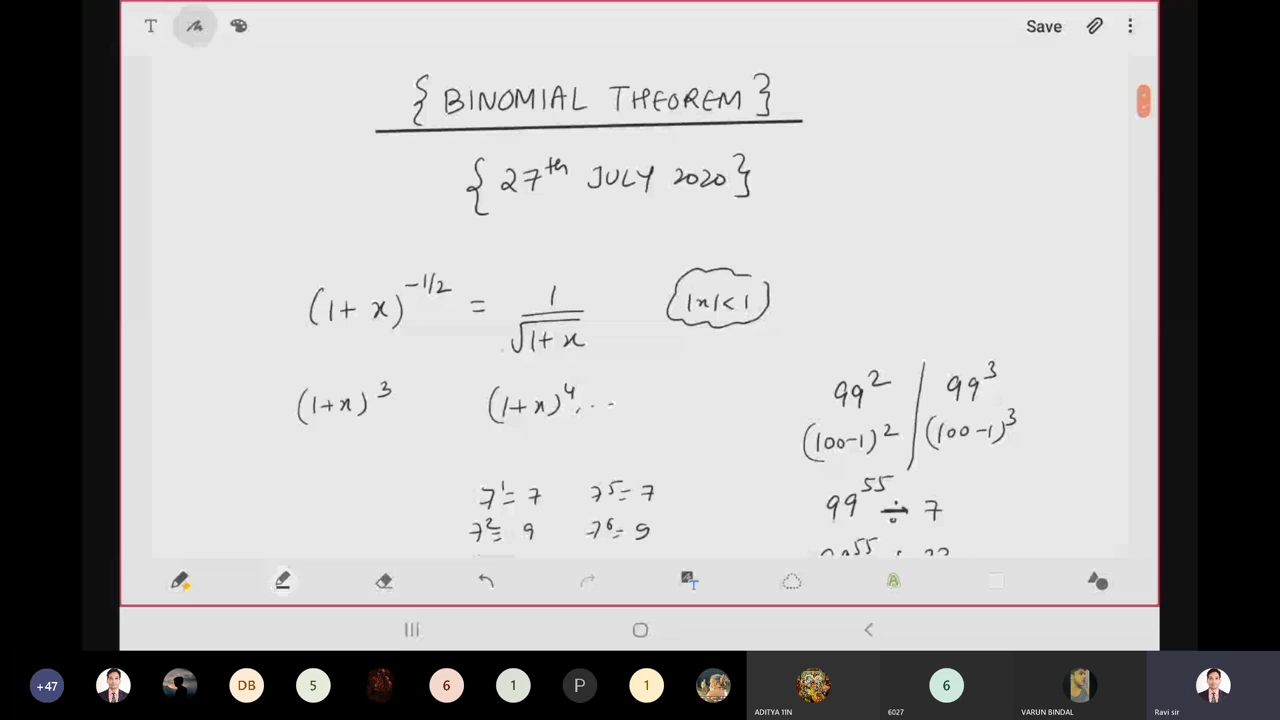 T Save
{ BINOMIAL THEOREM }
{ 27th JULY 2020 }
(1+x)^-1/2 = 1/√(1+x) |x|<1
(1+x)^3 (1+x)^4, ...
99^2 | 99^3
(100-1)^2 | (100-1)^3
7^1 = 7 7^5 = 7
99^55 ÷ 7
7^2 = 9 7^6 = 9
T
A
+47 DB 5 6 1 P 1 6
ADITYA 11N 6027 VARUN BINDAL Ravi sir